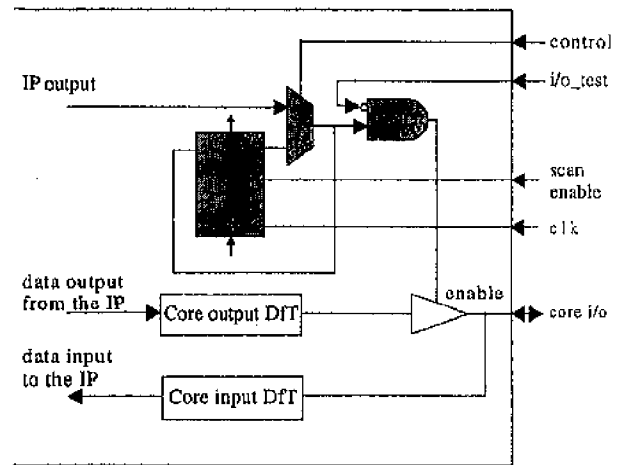 control
IP output
i/o_test
scan
enable
clk
data output
from the IP
enable
Core output DfT
core i/o
data input
to the IP
Core input DfT